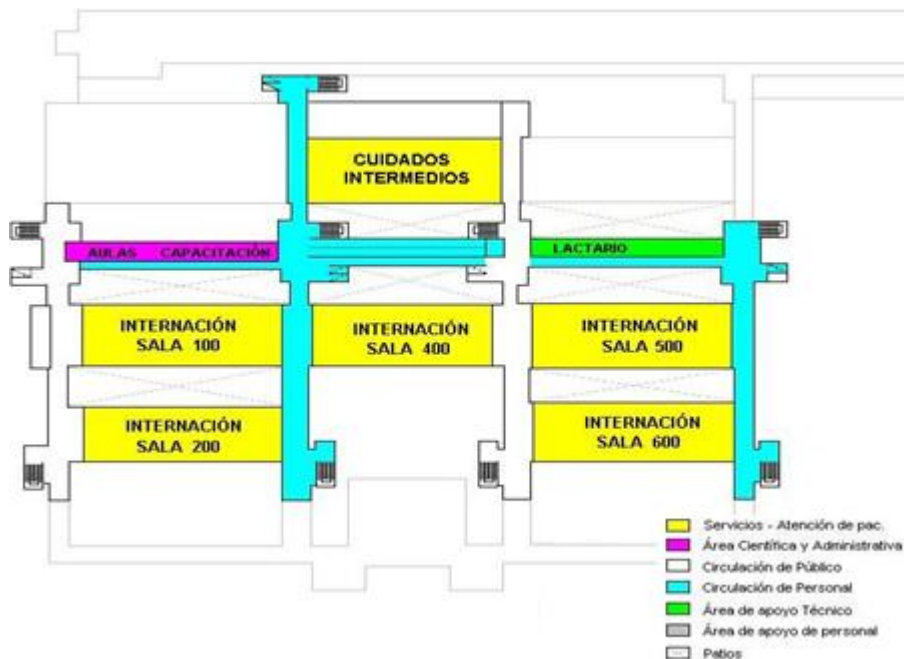 CUIDADOS
INTERMEDIOS
AULAS CAPACITACIÓN
LACTARIO
INTERNACIÓN
SALA 100
INTERNACIÓN
SALA 400
INTERNACIÓN
SALA 500
INTERNACIÓN
SALA 200
INTERNACIÓN
SALA 600
Servicios - Atención de pac.
Área Científica y Administrativa
Circulación de Público
Circulación de Personal
Área de apoyo Técnico
Área de apoyo de personal
Patios